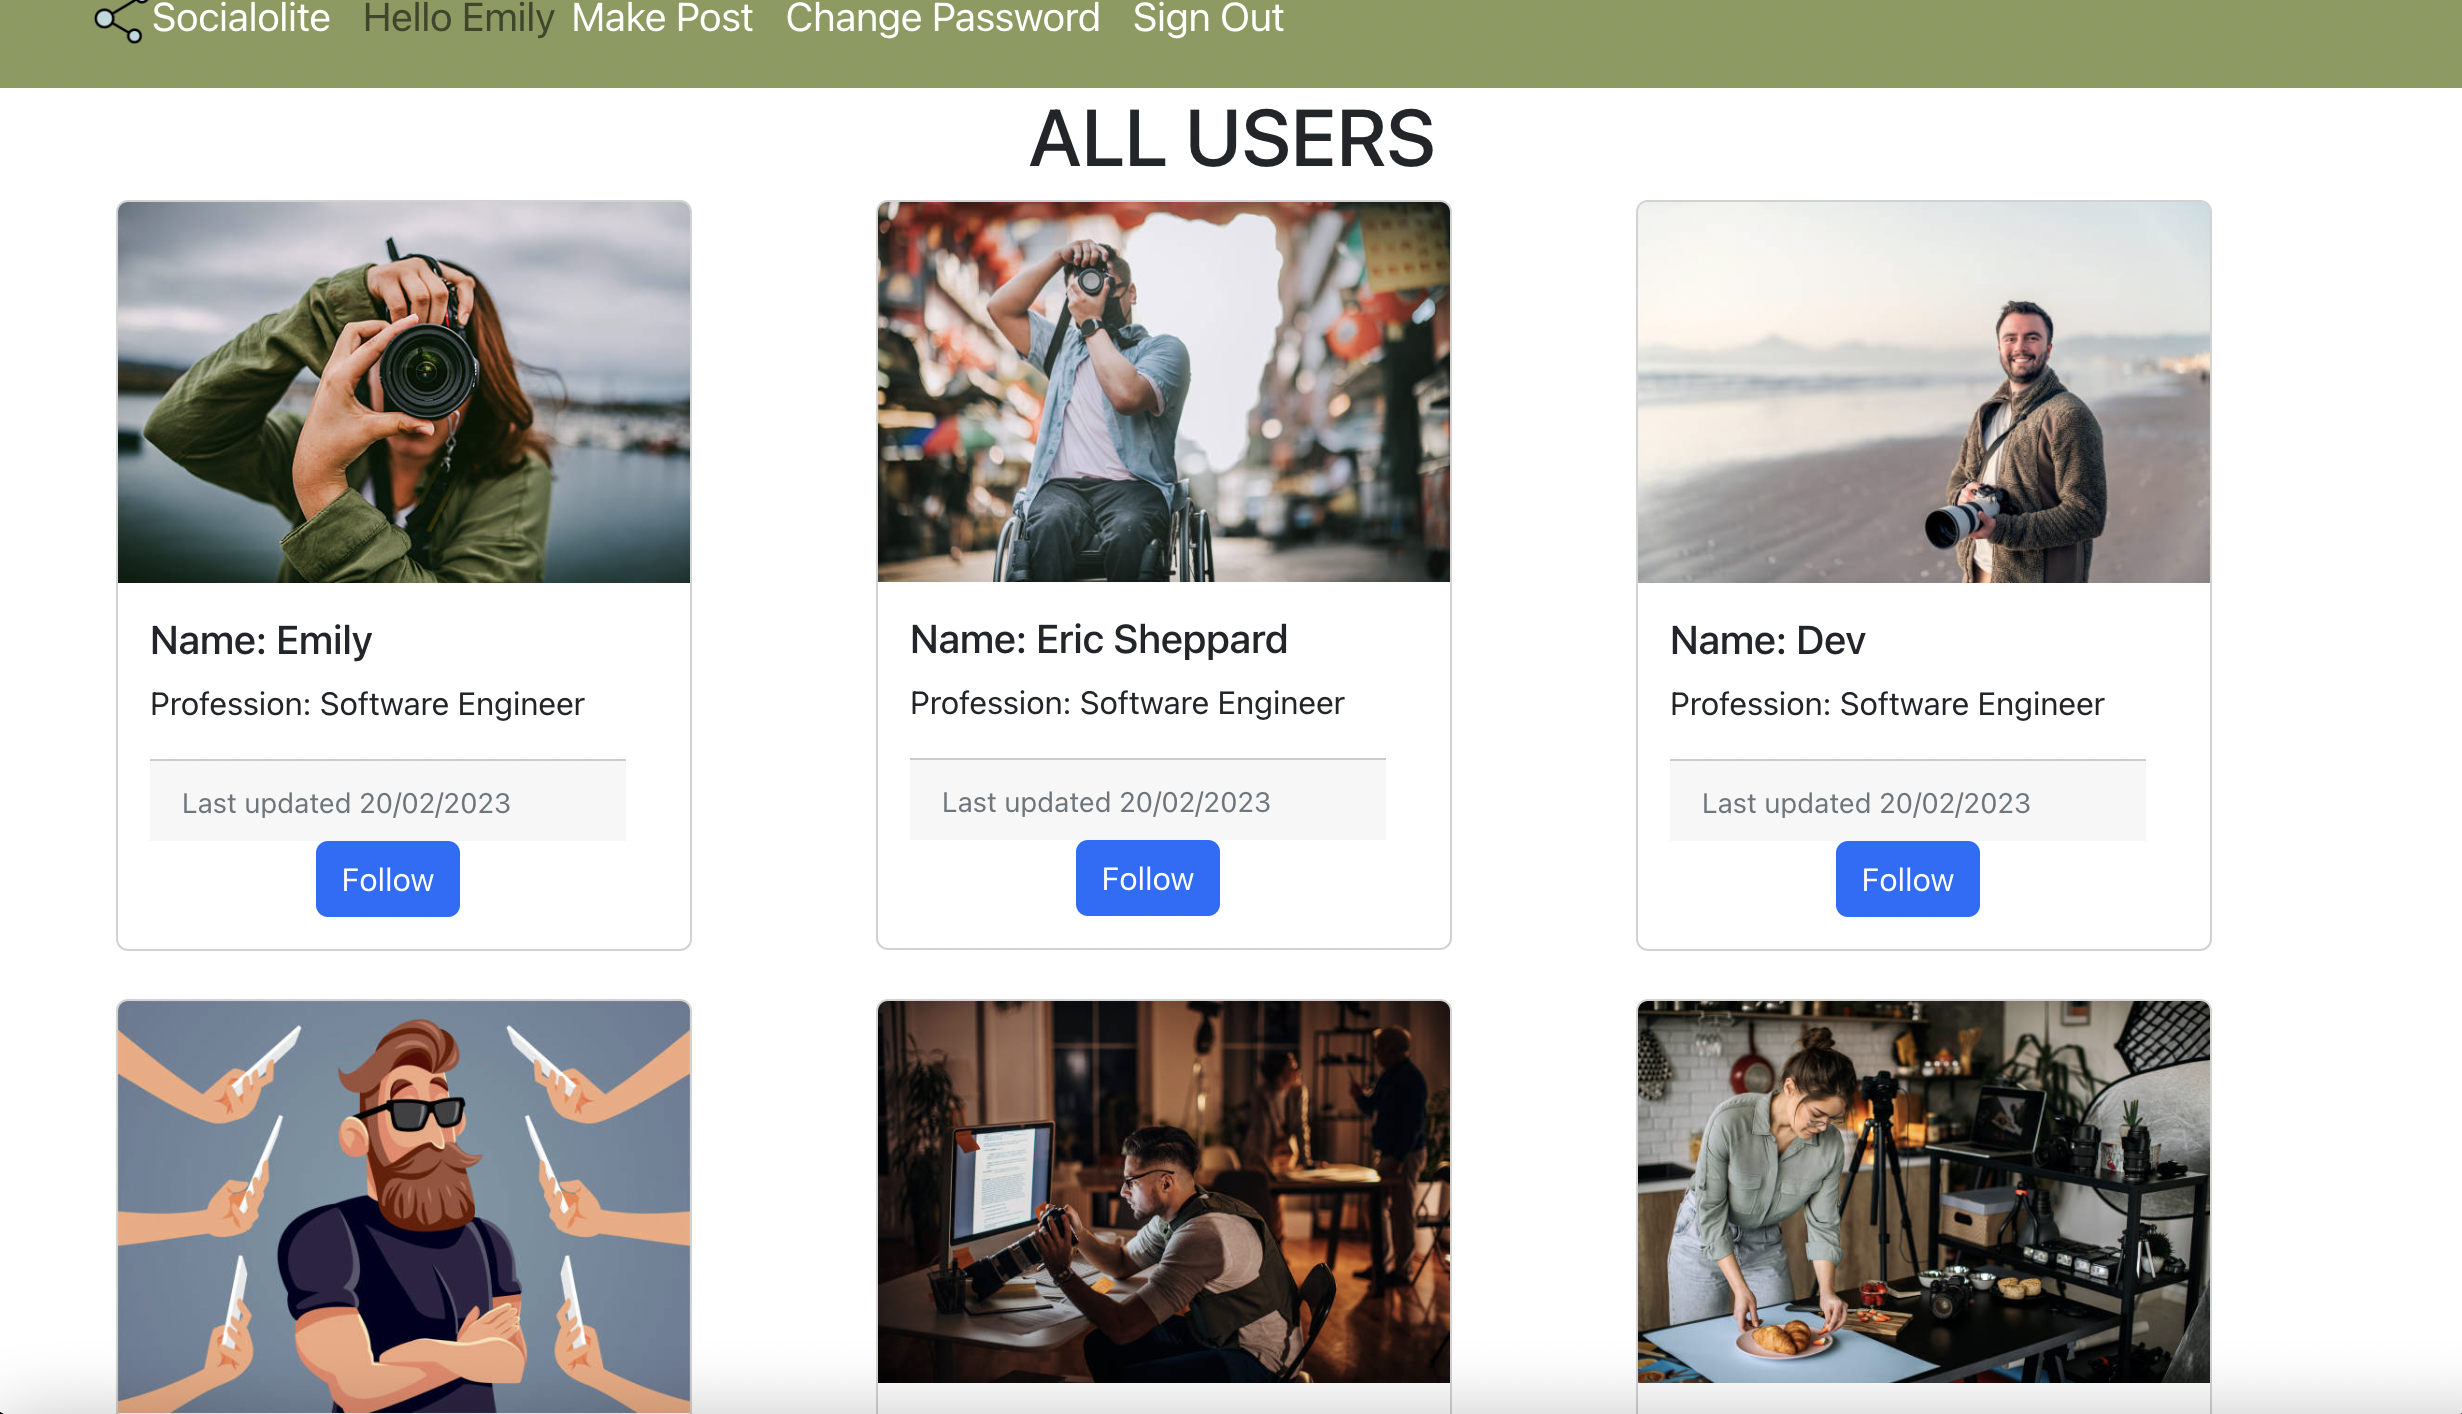 Socialolite Hello Emily Make Post Change Password Sign Out
ALL USERS
Name: Emily
Profession: Software Engineer
Last updated 20/02/2023
Follow
Name: Eric Sheppard
Profession: Software Engineer
Last updated 20/02/2023
Follow
Name: Dev
Profession: Software Engineer
Last updated 20/02/2023
Follow